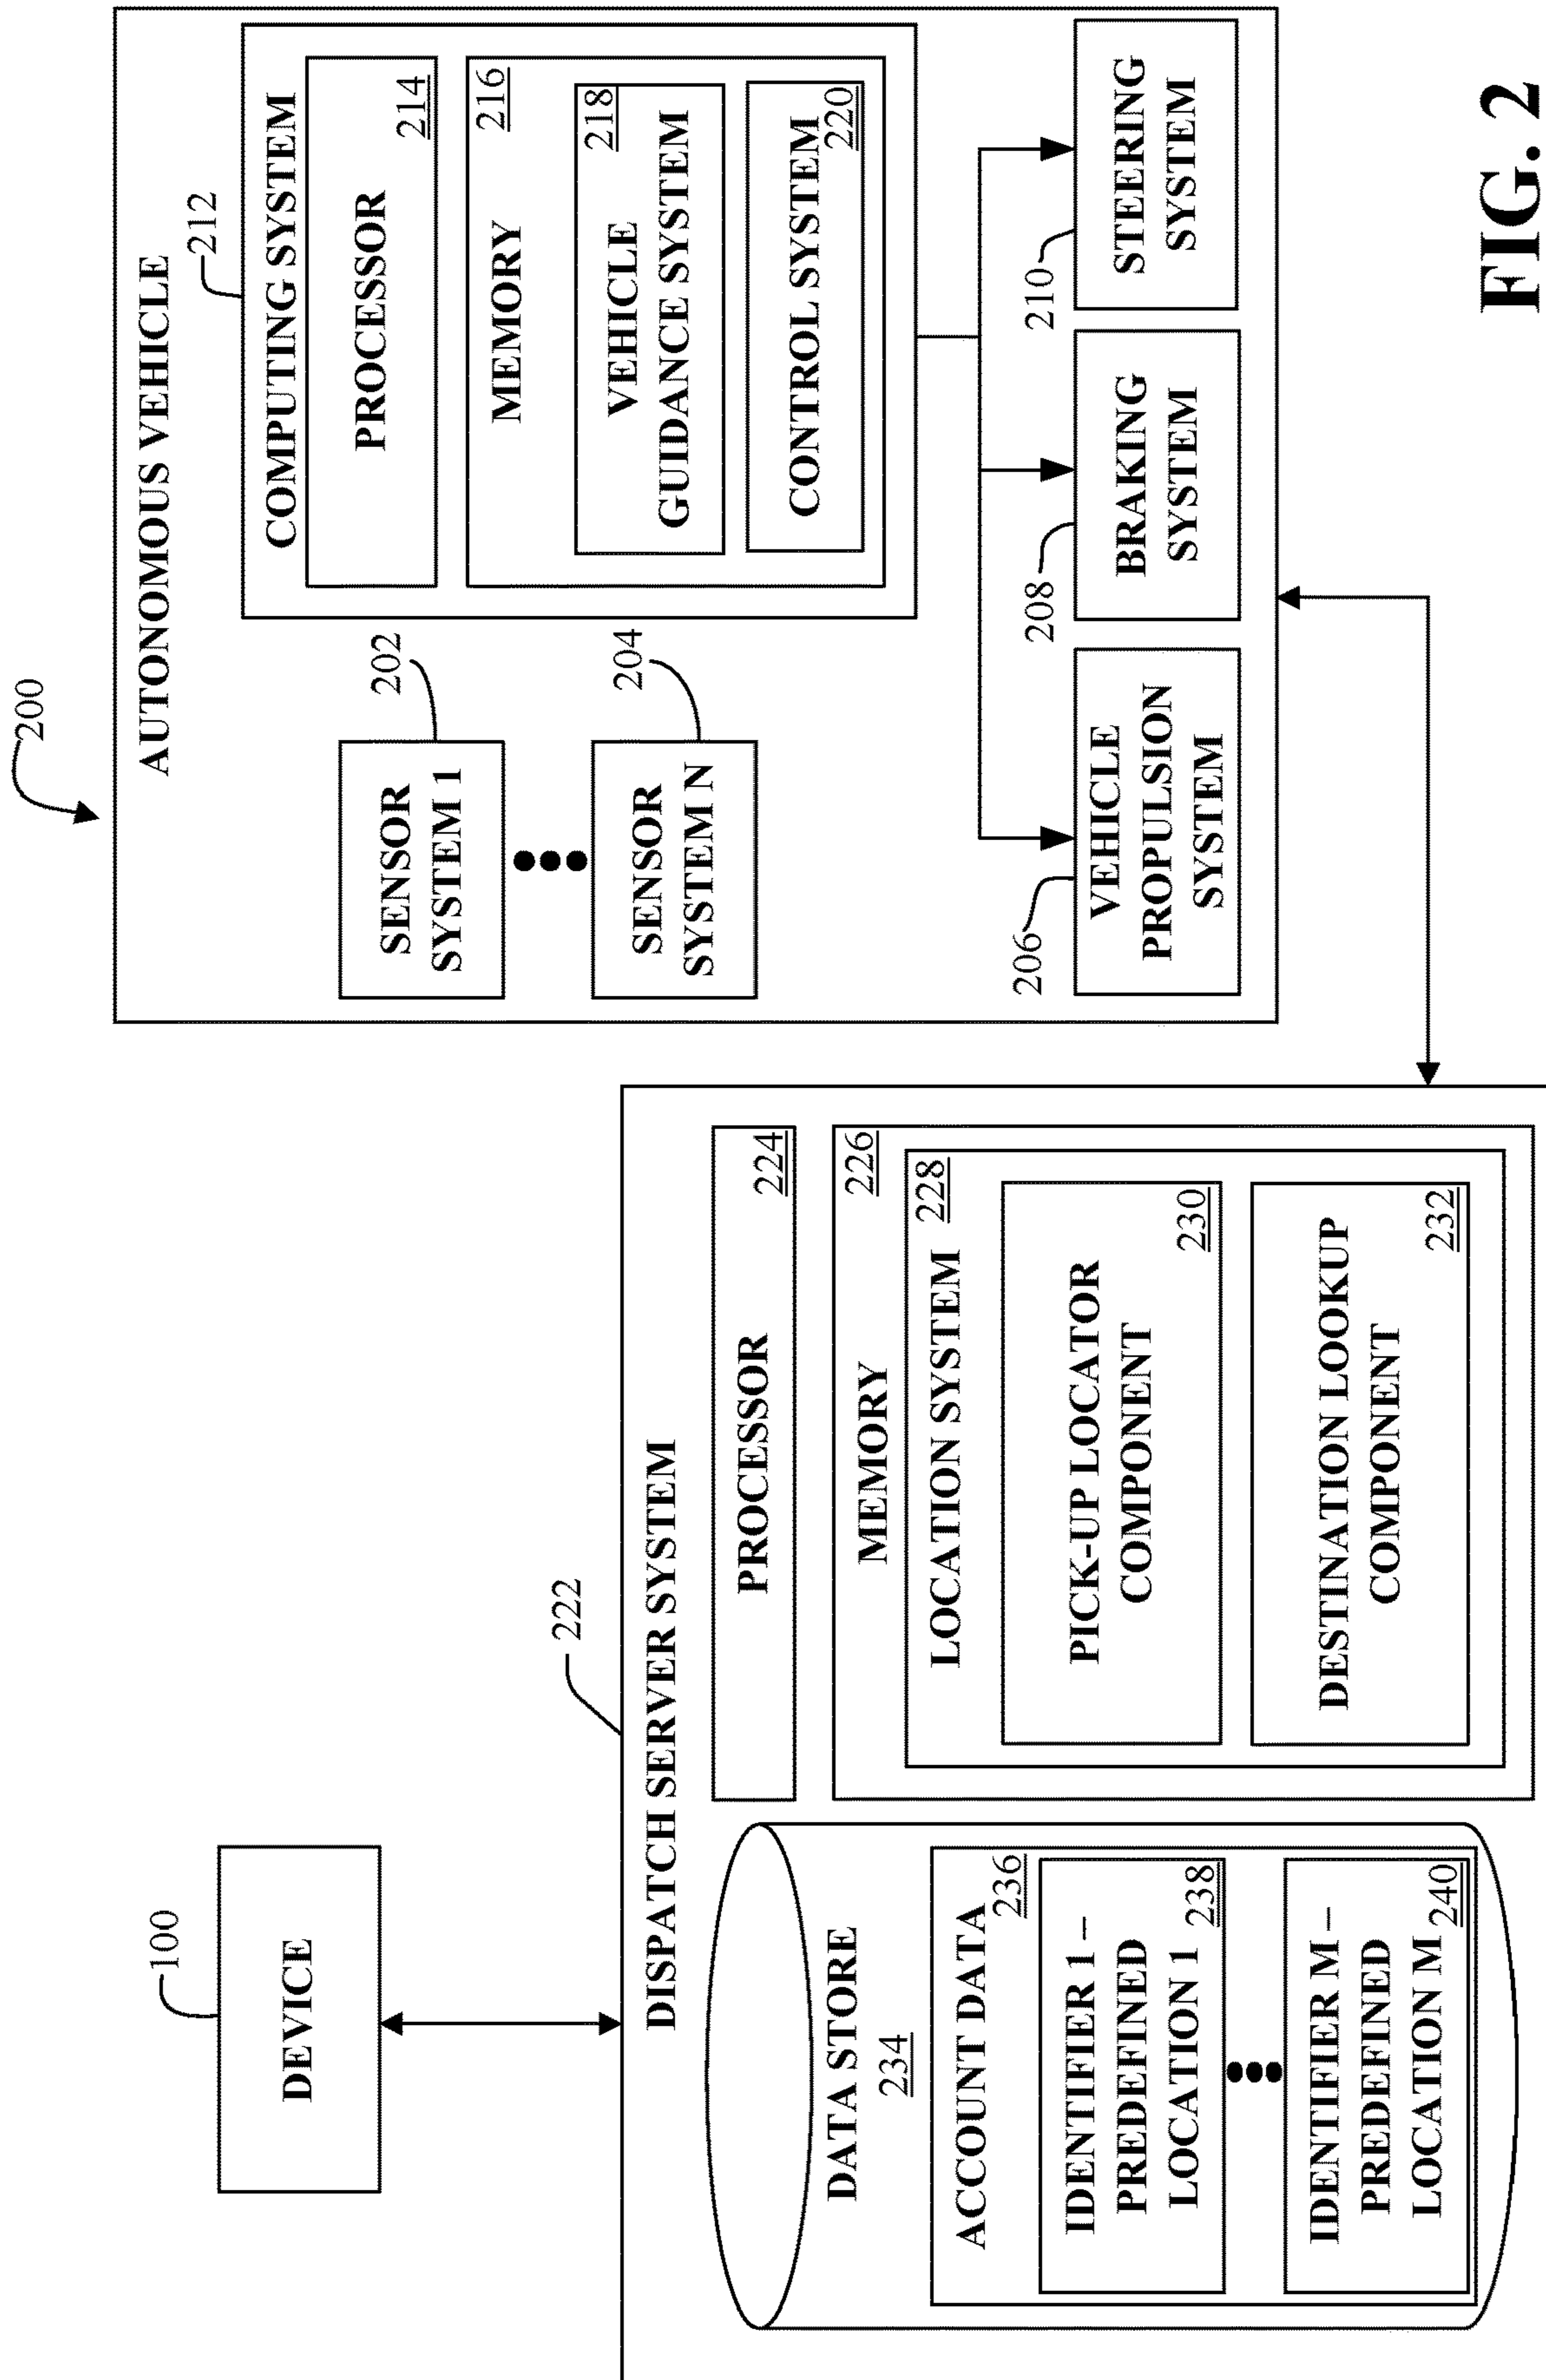 200
AUTONOMOUS VEHICLE
212
COMPUTING SYSTEM
PROCESSOR
214
MEMORY
216
VEHICLE
GUIDANCE SYSTEM
218
CONTROL SYSTEM
220
SENSOR
SYSTEM 1
202
SENSOR
SYSTEM N
204
206
VEHICLE
PROPULSION
SYSTEM
208
BRAKING
SYSTEM
210
STEERING
SYSTEM
100
DEVICE
222
DISPATCH SERVER SYSTEM
DATA STORE
234
ACCOUNT DATA
236
IDENTIFIER 1 –
PREDEFINED
LOCATION 1
238
IDENTIFIER M –
PREDEFINED
LOCATION M
240
PROCESSOR
224
MEMORY
226
LOCATION SYSTEM
228
PICK-UP LOCATOR
COMPONENT
230
DESTINATION LOOKUP
COMPONENT
232
FIG. 2